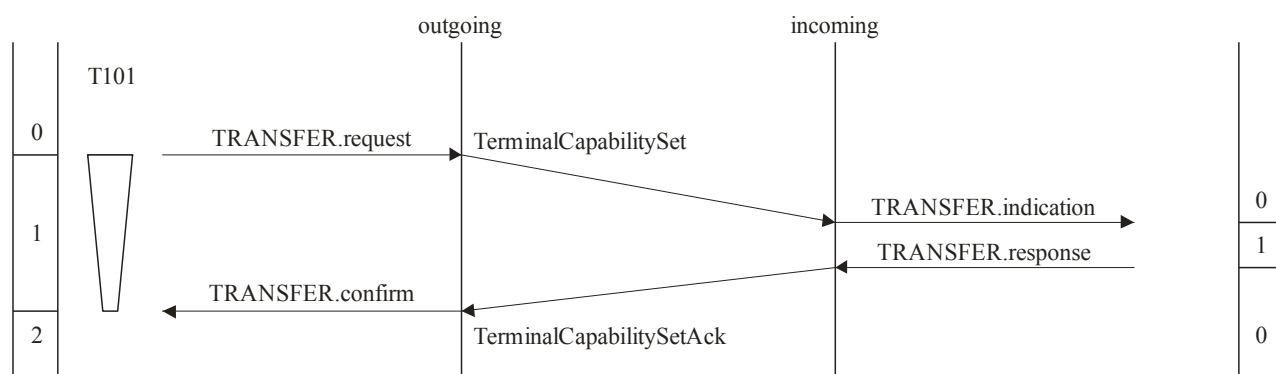 outgoing incoming
T101
0 TRANSFER.request TerminalCapabilitySet
TRANSFER.indication 0
1 1
TRANSFER.response
TRANSFER.confirm
2 TerminalCapabilitySetAck 0